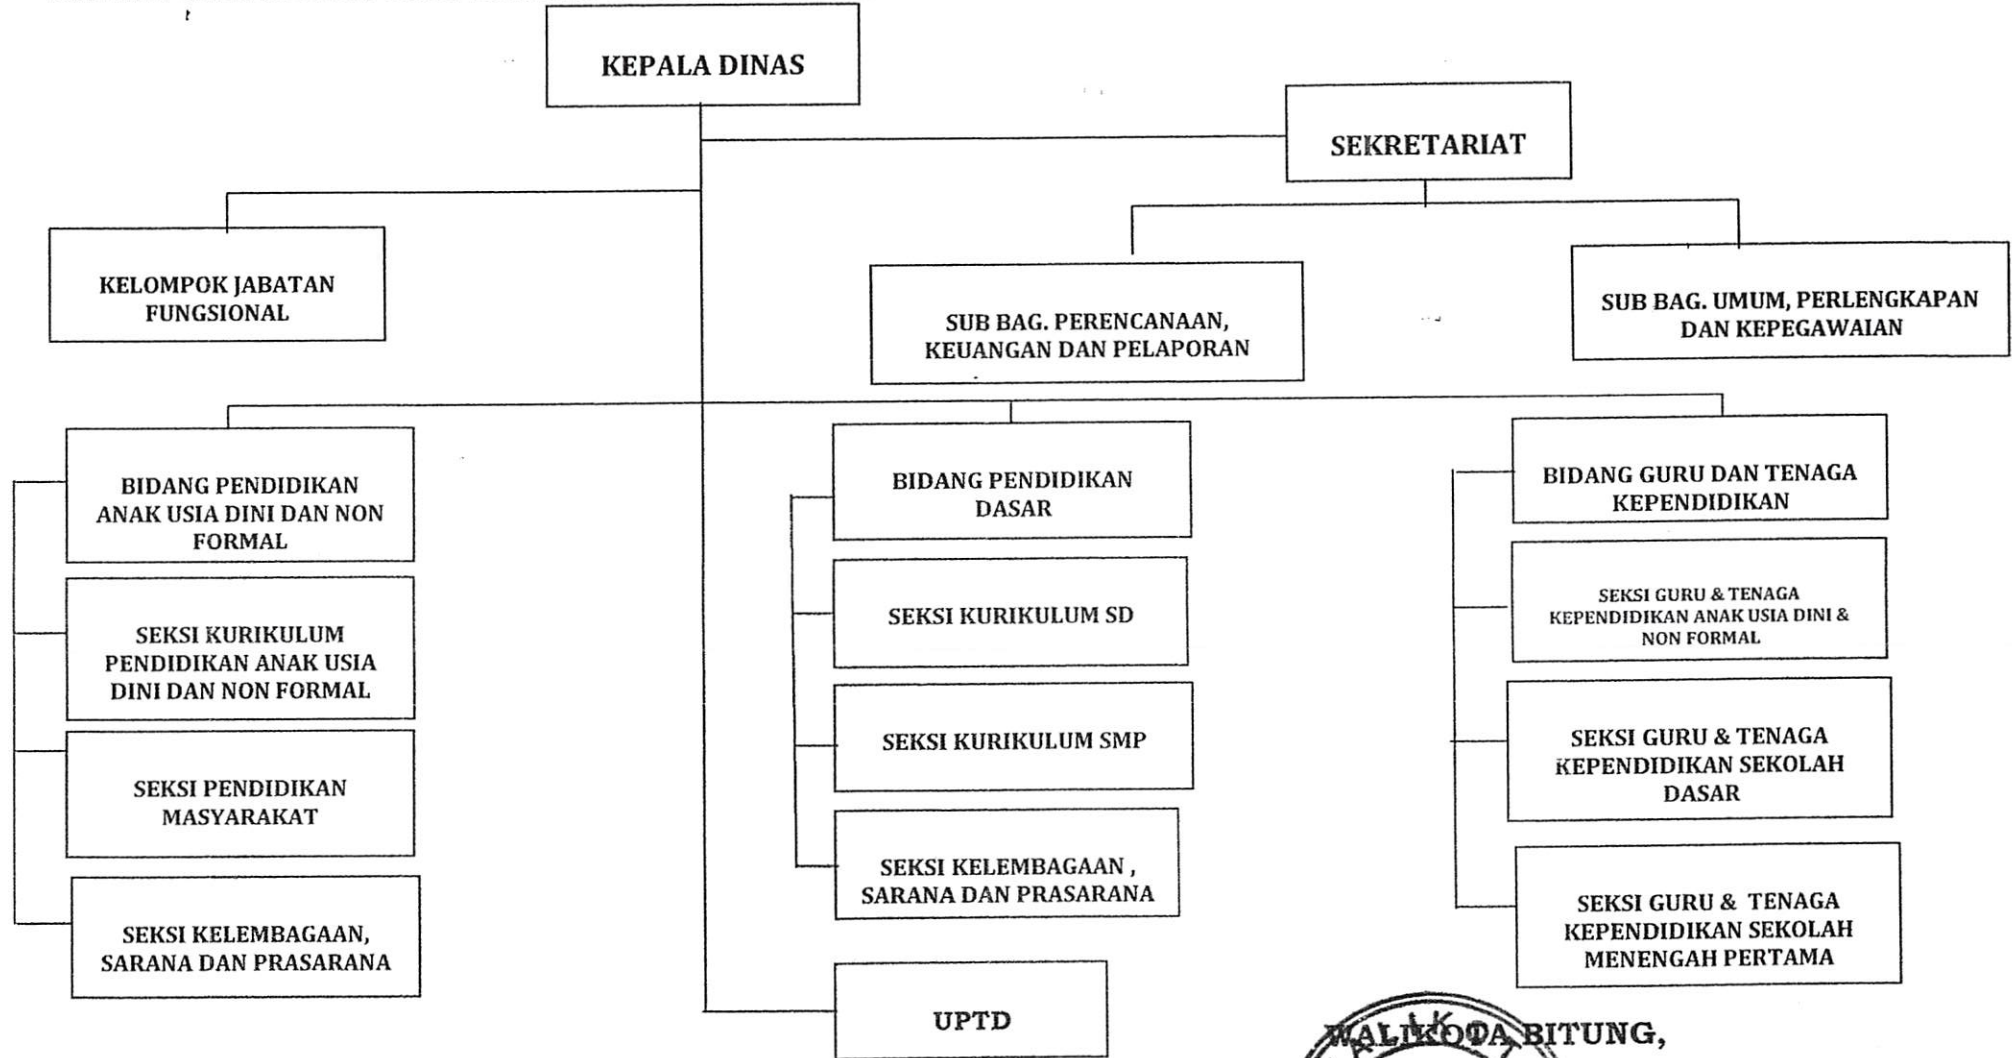 KEPALA DINAS
SEKRETARIAT
KELOMPOK JABATAN
FUNGSIONAL
SUB BAG. PERENCANAAN,
KEUANGAN DAN PELAPORAN
SUB BAG. UMUM, PERLENGKAPAN
DAN KEPEGAWAIAN
BIDANG PENDIDIKAN
ANAK USIA DINI DAN NON
FORMAL
SEKSI KURIKULUM
PENDIDIKAN ANAK USIA
DINI DAN NON FORMAL
SEKSI PENDIDIKAN
MASYARAKAT
SEKSI KELEMBAGAAN,
SARANA DAN PRASARANA
BIDANG PENDIDIKAN
DASAR
SEKSI KURIKULUM SD
SEKSI KURIKULUM SMP
SEKSI KELEMBAGAAN ,
SARANA DAN PRASARANA
UPTD
BIDANG GURU DAN TENAGA
KEPENDIDIKAN
SEKSI GURU & TENAGA
KEPENDIDIKAN ANAK USIA DINI &
NON FORMAL
SEKSI GURU & TENAGA
KEPENDIDIKAN SEKOLAH
DASAR
SEKSI GURU & TENAGA
KEPENDIDIKAN SEKOLAH
MENENGAH PERTAMA
WALIKOTA BITUNG,